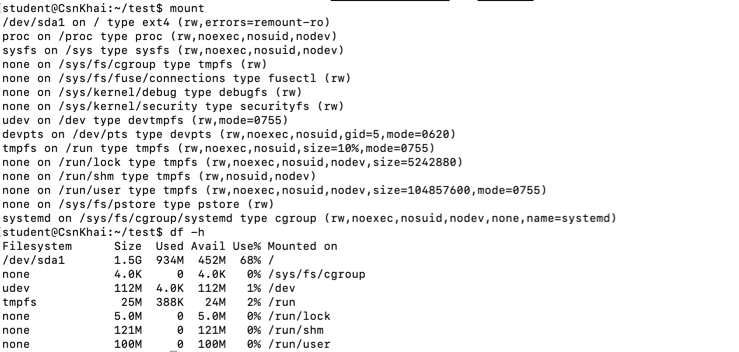 student@CsnKhai:~/test$ mount
/dev/sda1 on / type ext4 (rw,errors=remount-ro)
proc on /proc type proc (rw,noexec,nosuid,nodev)
sysfs on /sys type sysfs (rw,noexec,nosuid,nodev)
none on /sys/fs/cgroup type tmpfs (rw)
none on /sys/fs/fuse/connections type fusectl (rw)
none on /sys/kernel/debug type debugfs (rw)
none on /sys/kernel/security type securityfs (rw)
udev on /dev type devtmpfs (rw,mode=0755)
devpts on /dev/pts type devpts (rw,noexec,nosuid,gid=5,mode=0620)
tmpfs on /run type tmpfs (rw,noexec,nosuid,size=10%,mode=0755)
none on /run/lock type tmpfs (rw,noexec,nosuid,nodev,size=5242880)
none on /run/shm type tmpfs (rw,nosuid,nodev)
none on /run/user type tmpfs (rw,noexec,nosuid,nodev,size=104857600,mode=0755)
none on /sys/fs/pstore type pstore (rw)
systemd on /sys/fs/cgroup/systemd type cgroup (rw,noexec,nosuid,nodev,none,name=systemd)
student@CsnKhai:~/test$ df -h
Filesystem      Size  Used Avail Use% Mounted on
/dev/sda1       1.5G  934M  452M  68% /
none            4.0K     0  4.0K   0% /sys/fs/cgroup
udev            112M  4.0K  112M   1% /dev
tmpfs            25M  388K   24M   2% /run
none            5.0M     0  5.0M   0% /run/lock
none            121M     0  121M   0% /run/shm
none            100M     0  100M   0% /run/user